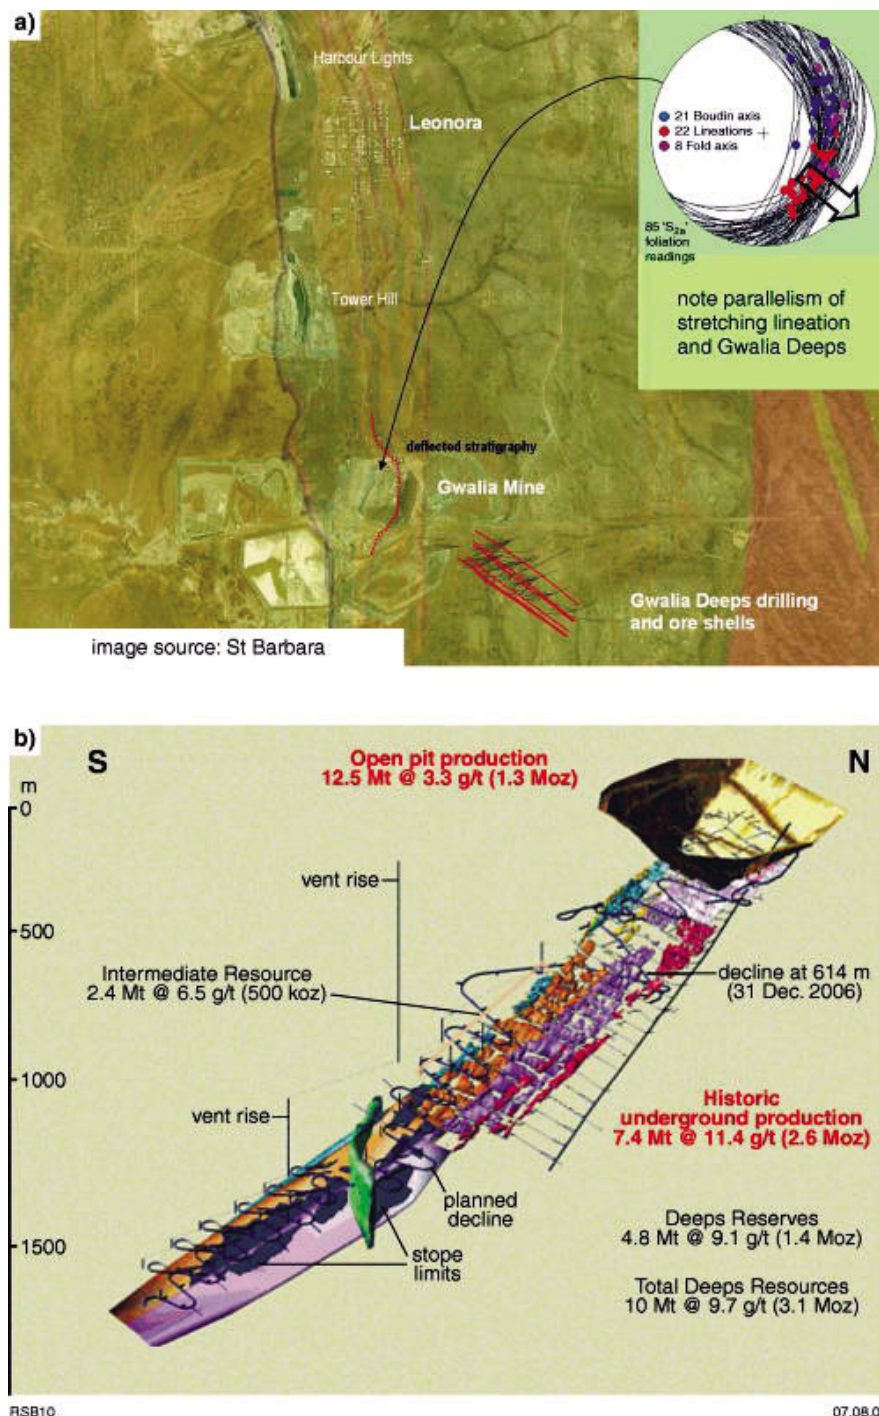 a)
Harbour Lights
Leonora
21 Boudin axis
22 Lineations
8 Fold axis
85 'S2a'
foliation
readings
note parallelism of
stretching lineation
and Gwalia Deeps
Tower Hill
deflected stratigraphy
Gwalia Mine
Gwalia Deeps drilling
and ore shells
image source: St Barbara
b)
S
N
Open pit production
12.5 Mt @ 3.3 g/t (1.3 Moz)
m
0
vent rise
500
Intermediate Resource
2.4 Mt @ 6.5 g/t (500 koz)
decline at 614 m
(31 Dec. 2006)
1000
vent rise
Historic
underground production
7.4 Mt @ 11.4 g/t (2.6 Moz)
planned
decline
Deeps Reserves
4.8 Mt @ 9.1 g/t (1.4 Moz)
1500
stope
limits
Total Deeps Resources
10 Mt @ 9.7 g/t (3.1 Moz)
RSB10
07.08.0